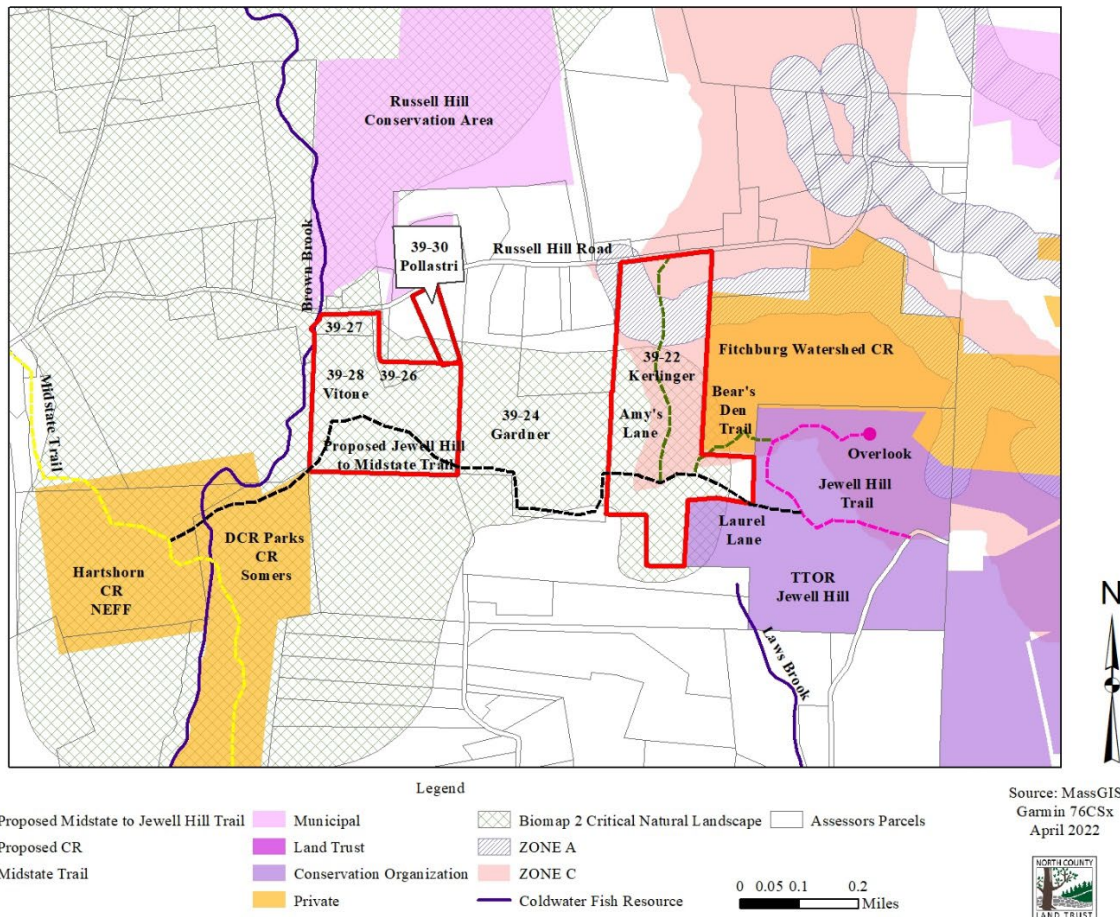 Russell Hill
Conservation Area
Brown Brook
39-30
Pollastri
Russell Hill Road
39-27
39-28
Vitone
39-26
39-22
Kerlinger
Fitchburg Watershed CR
Bear's
Den
Trail
Amy's
Lane
39-24
Gardner
Midstate Trail
Proposed Jewell Hill
to Midstate Trail
Overlook
Jewell Hill
Trail
Laurel
Lane
DCR Parks
CR
Somers
Hartshorn
CR
NEFF
TTOR
Jewell Hill
Laws Brook
N
Legend
Proposed Midstate to Jewell Hill Trail
Proposed CR
Midstate Trail
Municipal
Land Trust
Conservation Organization
Private
Biomap 2 Critical Natural Landscape
ZONE A
ZONE C
Coldwater Fish Resource
Assessors Parcels
0 0.05 0.1 0.2
Miles
Source: MassGIS
Garmin 76CSx
April 2022
NORTH COUNTY
LAND TRUST